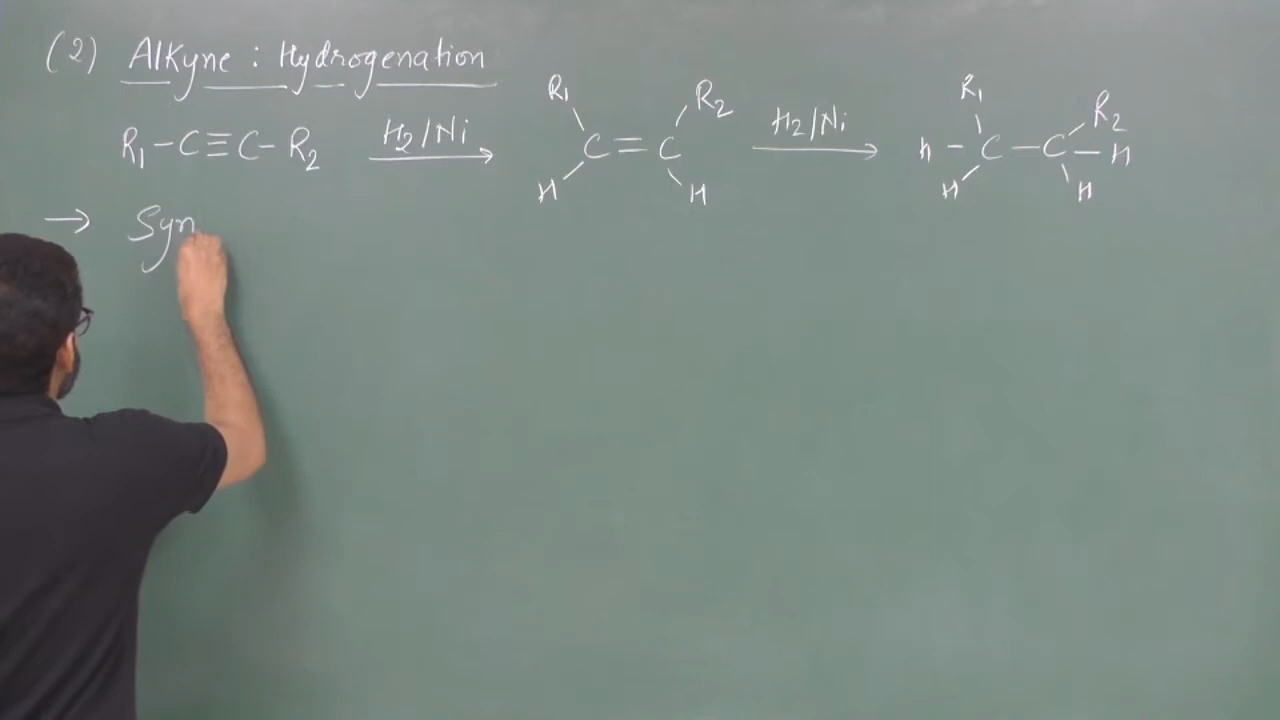 (2) Alkyne : Hydrogenation
R₁ – C ≡ C – R₂ H₂/Ni → R₁ H C = C R₂ H H₂/Ni → R₁ H H C – C R₂ H H
→ Syn